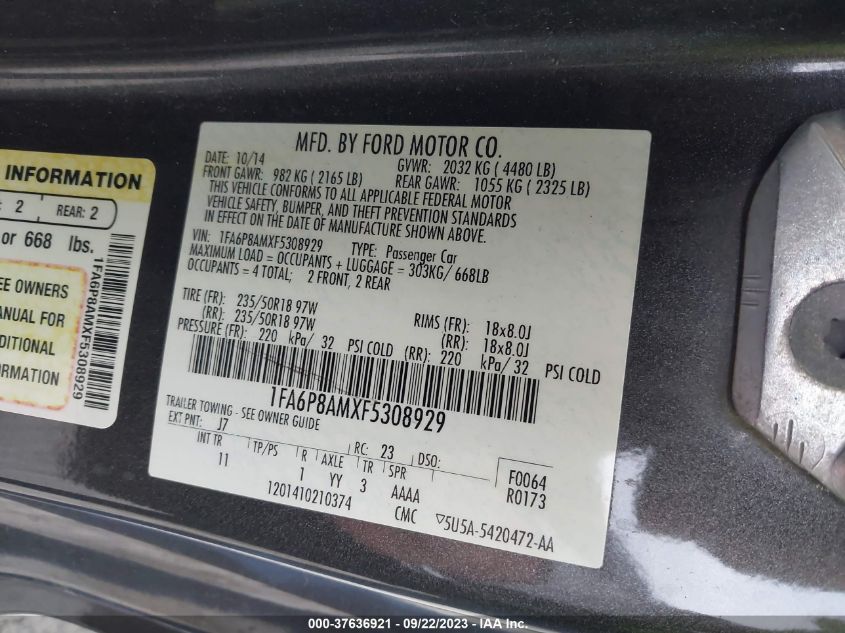 INFORMATION
: 2 REAR: 2
or 668 lbs.
EE OWNERS
ANUAL FOR
DITIONAL
1FA6P8AMXF5308929
MFD. BY FORD MOTOR CO.
DATE: 10/14 GVWR: 2032 KG ( 4480 LB)
FRONT GAWR: 982 KG ( 2165 LB) REAR GAWR: 1055 KG ( 2325 LB)
THIS VEHICLE CONFORMS TO ALL APPLICABLE FEDERAL MOTOR
VEHICLE SAFETY, BUMPER, AND THEFT PREVENTION STANDARDS
IN EFFECT ON THE DATE OF MANUFACTURE SHOWN ABOVE.
VIN: 1FA6P8AMXF5308929 TYPE: Passenger Car
MAXIMUM LOAD = OCCUPANTS + LUGGAGE = 303KG/ 668LB
OCCUPANTS = 4 TOTAL; 2 FRONT, 2 REAR
TIRE (FR): 235/50R18 97W RIMS (FR): 18x8.0J
(RR): 235/50R18 97W (RR): 18x8.0J
PRESSURE (FR): 220 kPa/ 32 PSI COLD (RR): 220 kPa/32 PSI COLD
1FA6P8AMXF5308929
TRAILER TOWING - SEE OWNER GUIDE
EXT PNT: J7 RC: 23 DSO: F0064
INT TR TP/PS R AXLE TR SPR R0173
11 1 YY 3 AAAA
1201410210374 CMC ▽5U5A-5420472-AA
000-37636921 - 09/22/2023 - IAA Inc.